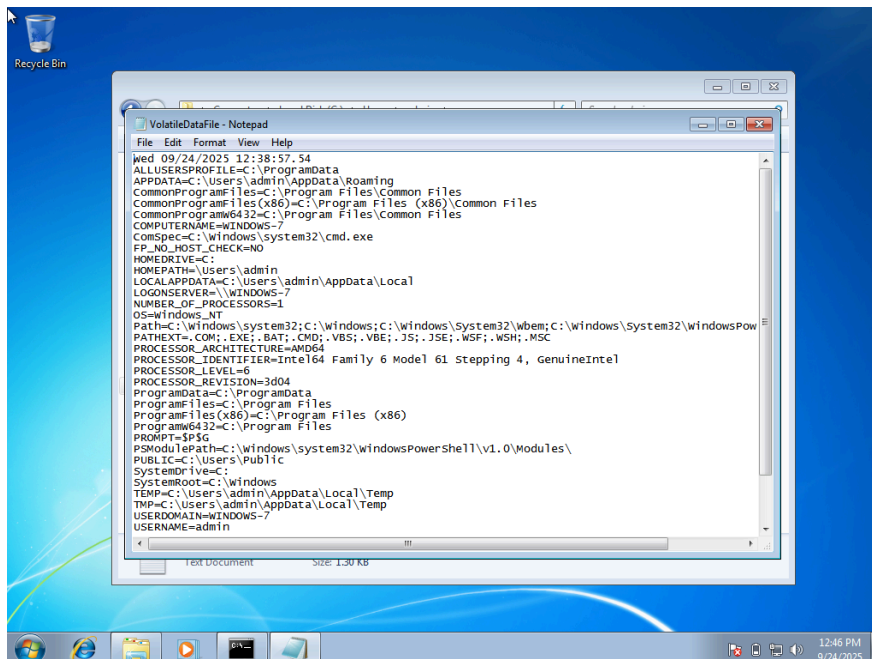 Recycle Bin
VolatileDataFile - Notepad
File Edit Format View Help
Wed 09/24/2025 12:38:57.54
ALLUSERSPROFILE=C:\ProgramData
APPDATA=C:\Users\admin\AppData\Roaming
CommonProgramFiles=C:\Program Files\Common Files
CommonProgramFiles(x86)=C:\Program Files (x86)\Common Files
CommonProgramW6432=C:\Program Files\Common Files
COMPUTERNAME=WINDOWS-7
ComSpec=C:\Windows\system32\cmd.exe
FP_NO_HOST_CHECK=NO
HOMEDRIVE=C:
HOMEPATH=\Users\admin
LOCALAPPDATA=C:\Users\admin\AppData\Local
LOGONSERVER=\\WINDOWS-7
NUMBER_OF_PROCESSORS=1
OS=Windows_NT
Path=C:\Windows\system32;C:\Windows;C:\Windows\System32\Wbem;C:\Windows\System32\WindowsPow
PATHEXT=.COM;.EXE;.BAT;.CMD;.VBS;.VBE;.JS;.JSE;.WSF;.WSH;.MSC
PROCESSOR_ARCHITECTURE=AMD64
PROCESSOR_IDENTIFIER=Intel64 Family 6 Model 61 Stepping 4, GenuineIntel
PROCESSOR_LEVEL=6
PROCESSOR_REVISION=3d04
ProgramData=C:\ProgramData
ProgramFiles=C:\Program Files
ProgramFiles(x86)=C:\Program Files (x86)
ProgramW6432=C:\Program Files
PROMPT=$P$G
PSModulePath=C:\Windows\system32\WindowsPowerShell\v1.0\Modules\
PUBLIC=C:\Users\Public
SystemDrive=C:
SystemRoot=C:\Windows
TEMP=C:\Users\admin\AppData\Local\Temp
TMP=C:\Users\admin\AppData\Local\Temp
USERDOMAIN=WINDOWS-7
USERNAME=admin
Text Document Size: 1.30 KB
12:46 PM
9/24/2025